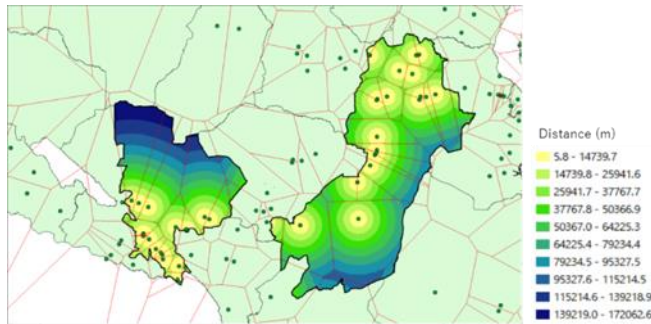 Distance (m)
5.8 - 14739.7
14739.8 - 25941.6
25941.7 - 37767.7
37767.8 - 50366.9
50367.0 - 64225.3
64225.4 - 79234.4
79234.5 - 95327.5
95327.6 - 115214.5
115214.6 - 139218.9
139219.0 - 172062.6